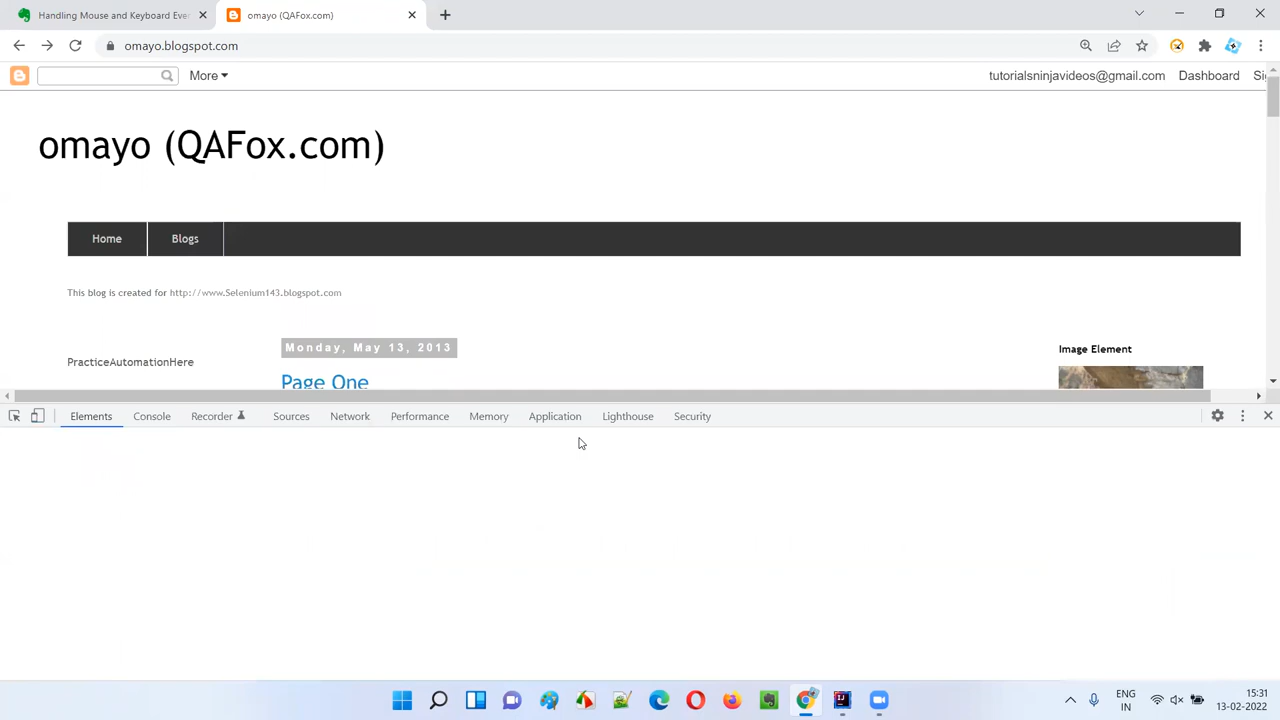 Handling Mouse and Keyboard Ever
omayo (QAFox.com)
omayo.blogspot.com
More
tutorialsninjavideos@gmail.com
Dashboard
omayo (QAFox.com)
Home
Blogs
This blog is created for http://www.Selenium143.blogspot.com
PracticeAutomationHere
Monday, May 13, 2013
Page One
Image Element
Elements
Console
Recorder
Sources
Network
Performance
Memory
Application
Lighthouse
Security
ENG
IN
15:31
13-02-2022